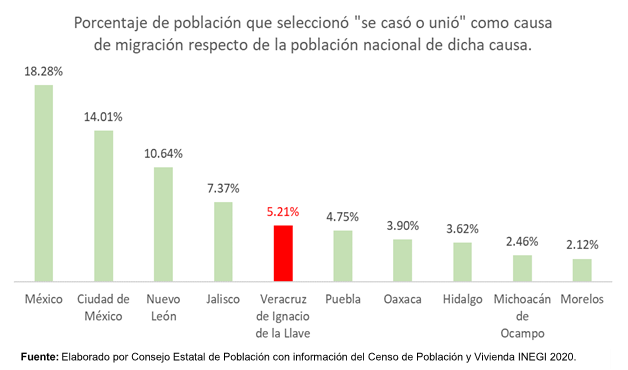 Porcentaje de población que seleccionó "se casó o unió" como causa
de migración respecto de la población nacional de dicha causa.
18.28%
14.01%
10.64%
7.37%
5.21%
4.75%
3.90%
3.62%
2.46%
2.12%
México
Ciudad de
México
Nuevo
León
Jalisco
Veracruz
de Ignacio
de la Llave
Puebla
Oaxaca
Hidalgo
Michoacán
de
Ocampo
Morelos
Fuente: Elaborado por Consejo Estatal de Población con información del Censo de Población y Vivienda INEGI 2020.